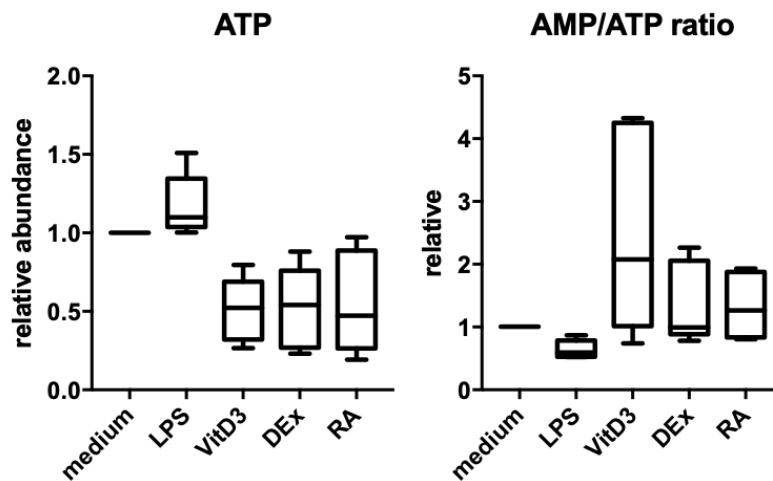 ATP
relative abundance
2.0
1.5
1.0
0.5
0.0
medium
LPS
VitD3
DEx
RA
AMP/ATP ratio
relative
5
4
3
2
1
0
medium
LPS
VitD3
DEx
RA